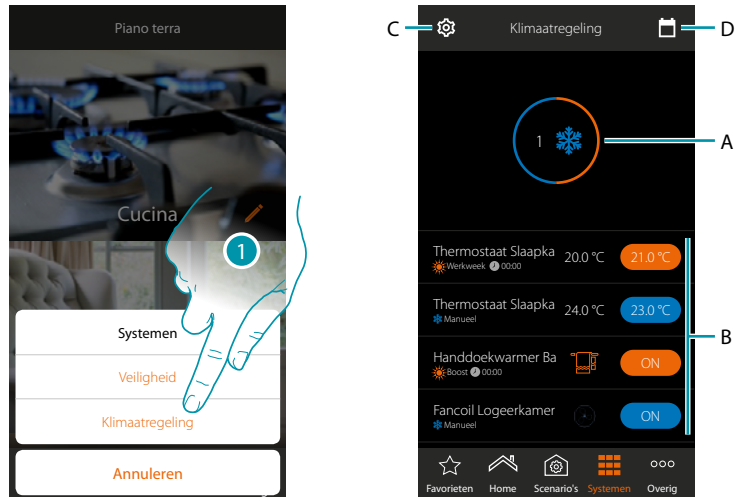 Piano terra
Cucina
1
Systemen
Veiligheid
Klimaatregeling
Annuleren
C
Klimaatregeling
D
1
A
Thermostaat Slaapka 20.0 °C 21.0 °C
Werkweek 00:00
Thermostaat Slaapka 24.0 °C 23.0 °C
Manueel
B
Handdoekwarmer Ba ON
Boost 00:00
Fancoil Logeerkamer ON
Manueel
Favorieten Home Scenario's Systemen Overig